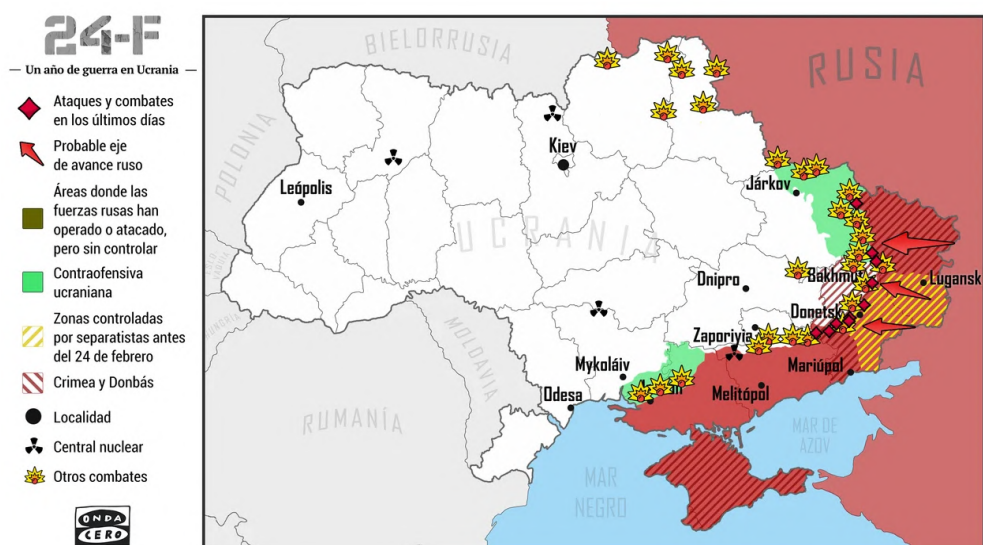 24-F
Un año de guerra en Ucrania
Ataques y combates
en los últimos días
Probable eje
de avance ruso
Áreas donde las
fuerzas rusas han
operado o atacado,
pero sin controlar
Contraofensiva
ucraniana
Zonas controladas
por separatistas antes
del 24 de febrero
Crimea y Donbás
Localidad
Central nuclear
Otros combates
ONDA
CERO
BIELORRUSIA
RUSIA
POLONIA
Kiev
Leópolis
Járkov
UCRANIA
Bakhmu
Lugansk
Dnipro
Donetsk
Zaporiyia
MOLDAVIA
Mykoláiv
Mariúpol
Melitópol
Odesa
RUMANÍA
MAR DE
AZOV
MAR
NEGRO